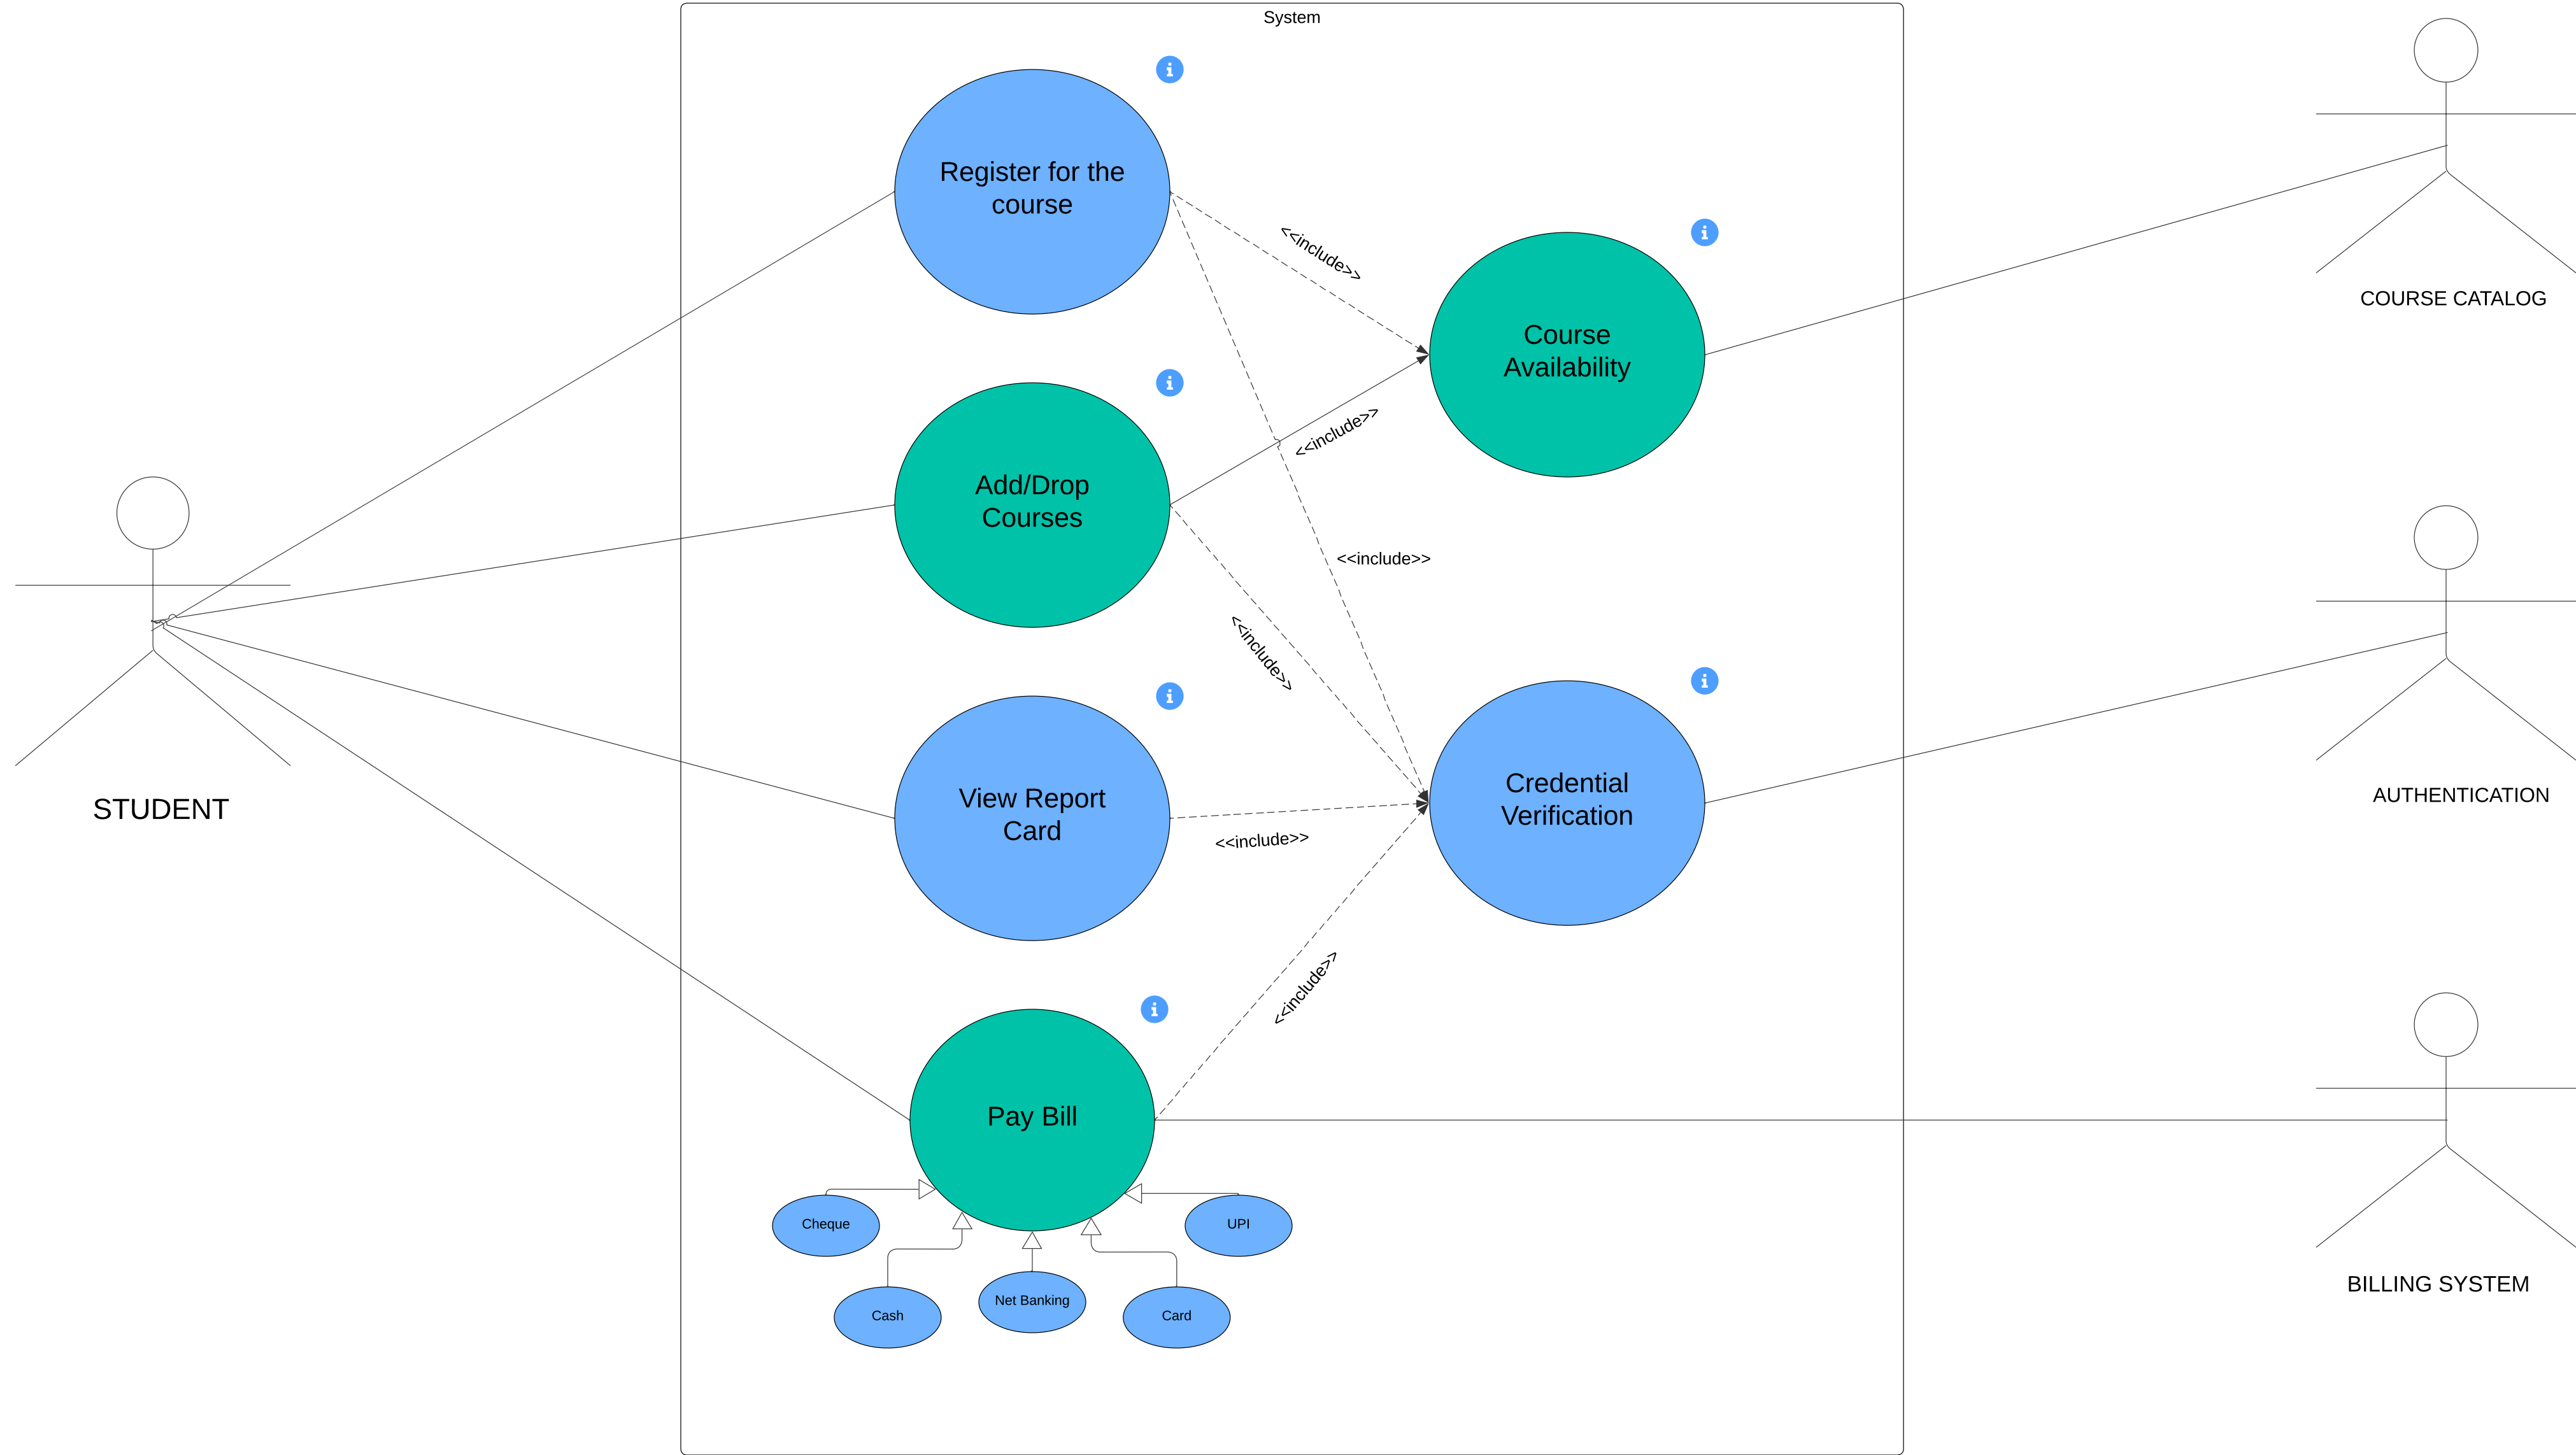 System
Register for the
course
<<include>>
COURSE CATALOG
Course
Availability
<<include>>
Add/Drop
Courses
<<include>>
<<include>>
STUDENT
View Report
Card
<<include>>
Credential
Verification
AUTHENTICATION
<<include>>
Pay Bill
Cheque
UPI
Cash
Net Banking
Card
BILLING SYSTEM